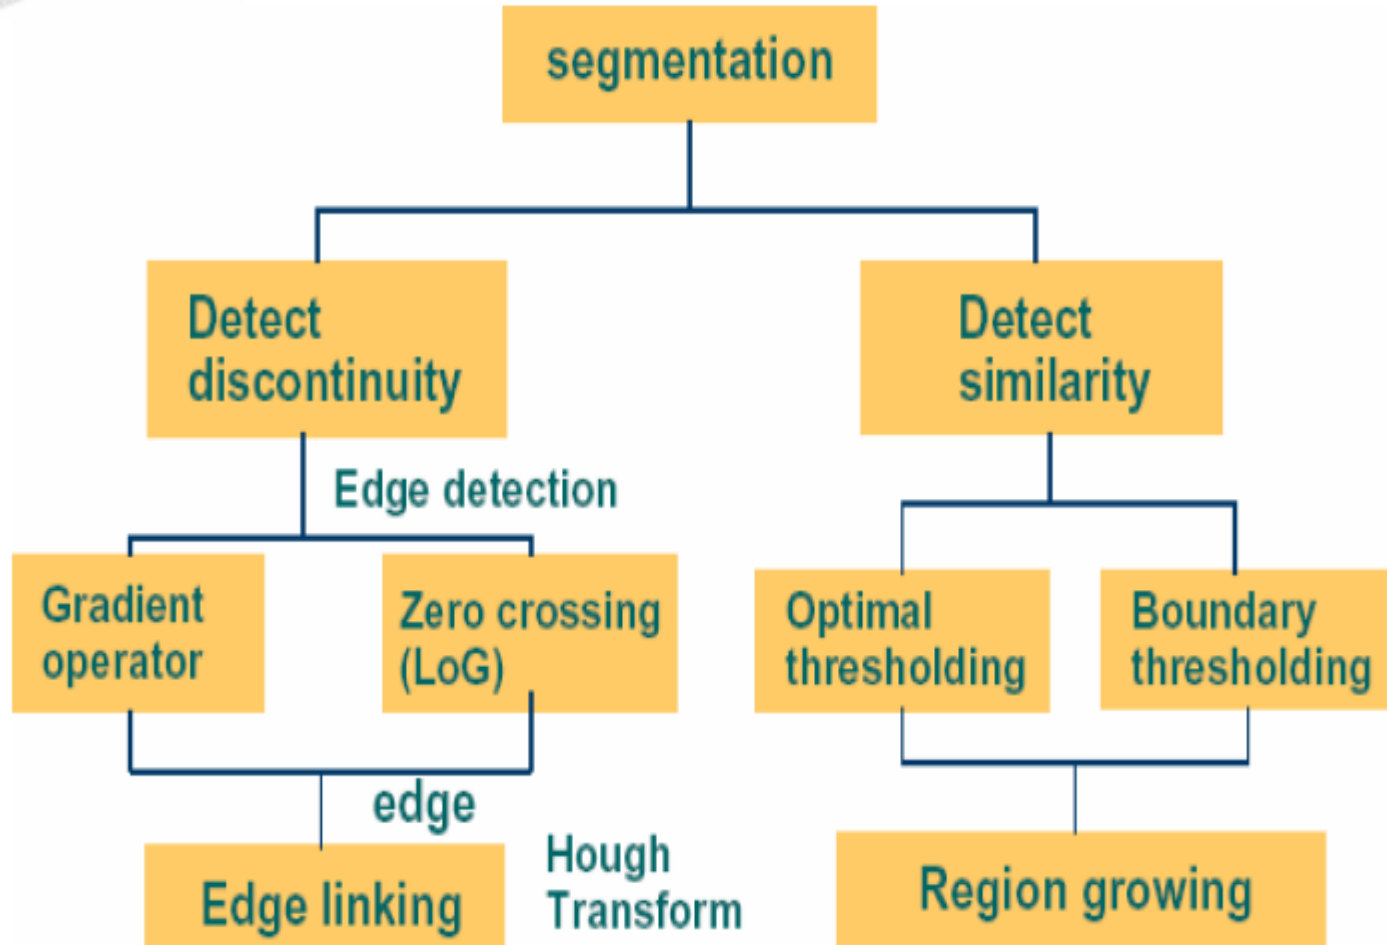 segmentation
Detect
discontinuity
Detect
similarity
Edge detection
Gradient
operator
Zero crossing
(LoG)
Optimal
thresholding
Boundary
thresholding
edge
Edge linking
Hough
Transform
Region growing